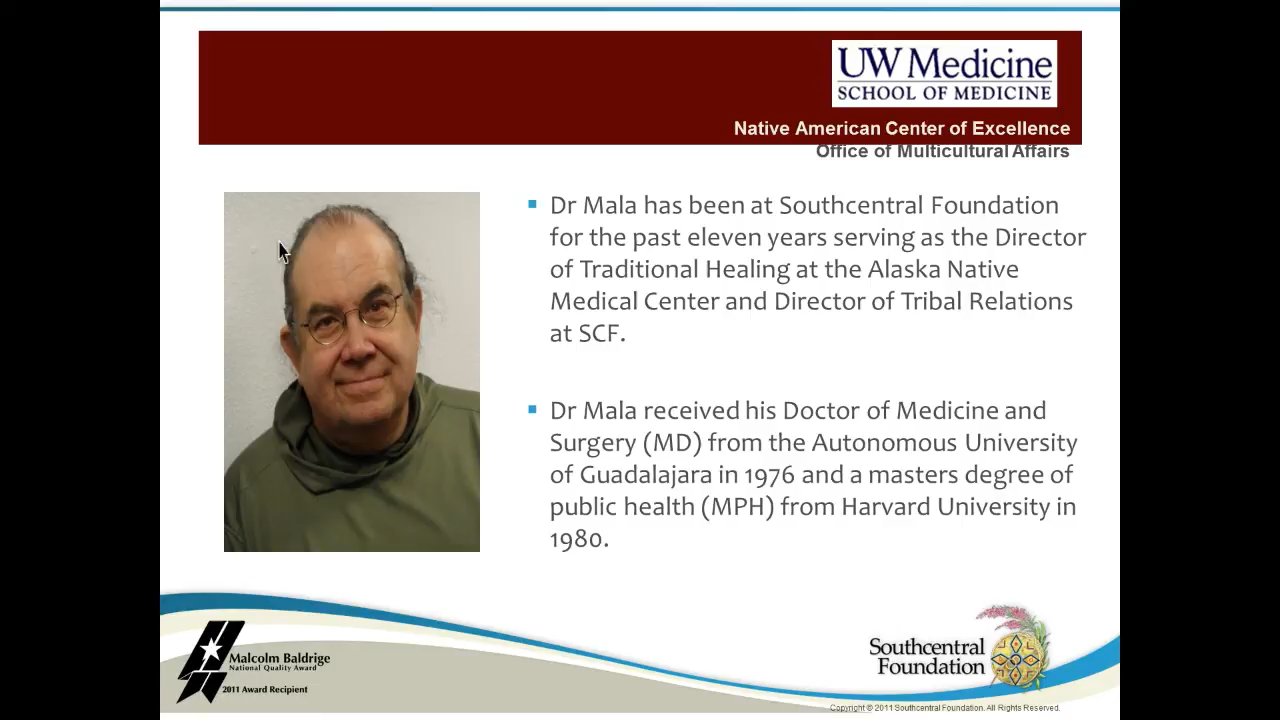 UW Medicine
SCHOOL OF MEDICINE
Native American Center of Excellence
Office of Multicultural Affairs
Dr Mala has been at Southcentral Foundation
for the past eleven years serving as the Director
of Traditional Healing at the Alaska Native
Medical Center and Director of Tribal Relations
at SCF.
Dr Mala received his Doctor of Medicine and
Surgery (MD) from the Autonomous University
of Guadalajara in 1976 and a masters degree of
public health (MPH) from Harvard University in
1980.
Malcolm Baldrige
National Quality Award
2011 Award Recipient
Southcentral
Foundation
Copyright © 2011 Southcentral Foundation. All Rights Reserved.